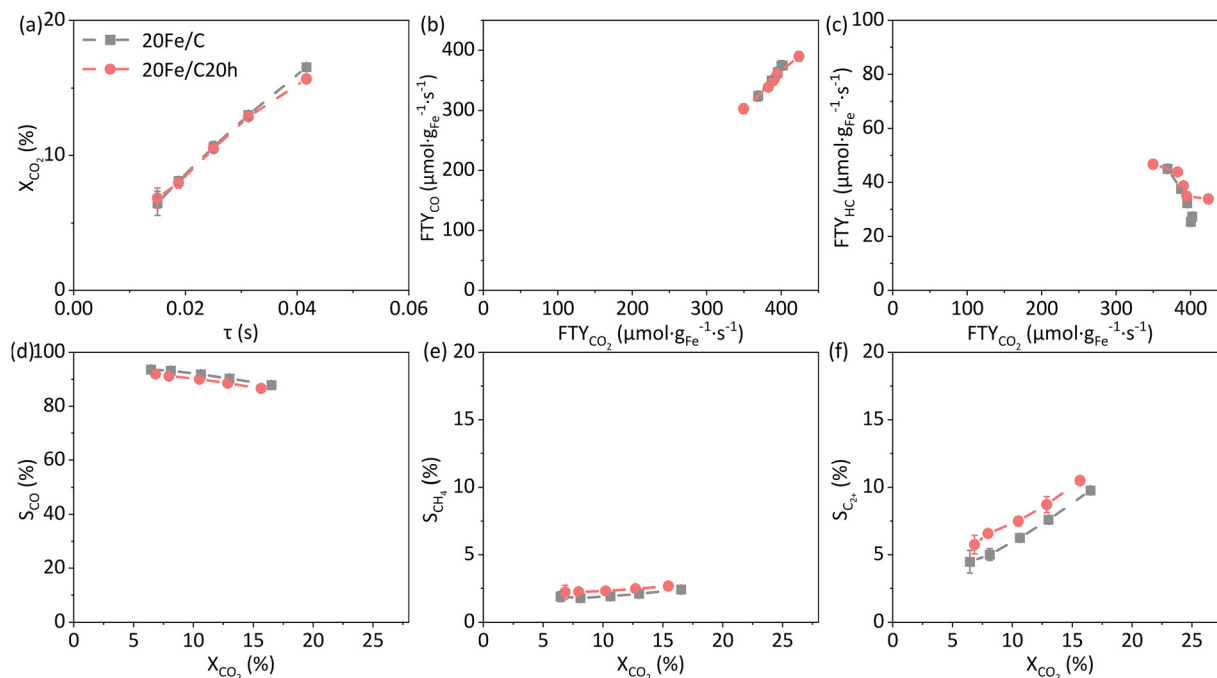 (a)
20Fe/C
20Fe/C20h
20
10
0
0.00 0.02 0.04 0.06
X_CO₂ (%)
τ (s)
(b)
400
300
200
100
0
0 100 200 300 400
FTY_CO (μmol·g_Fe⁻¹·s⁻¹)
FTY_CO₂ (μmol·g_Fe⁻¹·s⁻¹)
(c)
100
80
60
40
20
0
0 100 200 300 400
FTY_HC (μmol·g_Fe⁻¹·s⁻¹)
FTY_CO₂ (μmol·g_Fe⁻¹·s⁻¹)
(d)
100
80
60
40
20
0
0 5 10 15 20 25
S_CO (%)
X_CO₂ (%)
(e)
20
15
10
5
0
0 5 10 15 20 25
S_CH₄ (%)
X_CO₂ (%)
(f)
20
15
10
5
0
0 5 10 15 20 25
S_C₂₊ (%)
X_CO₂ (%)